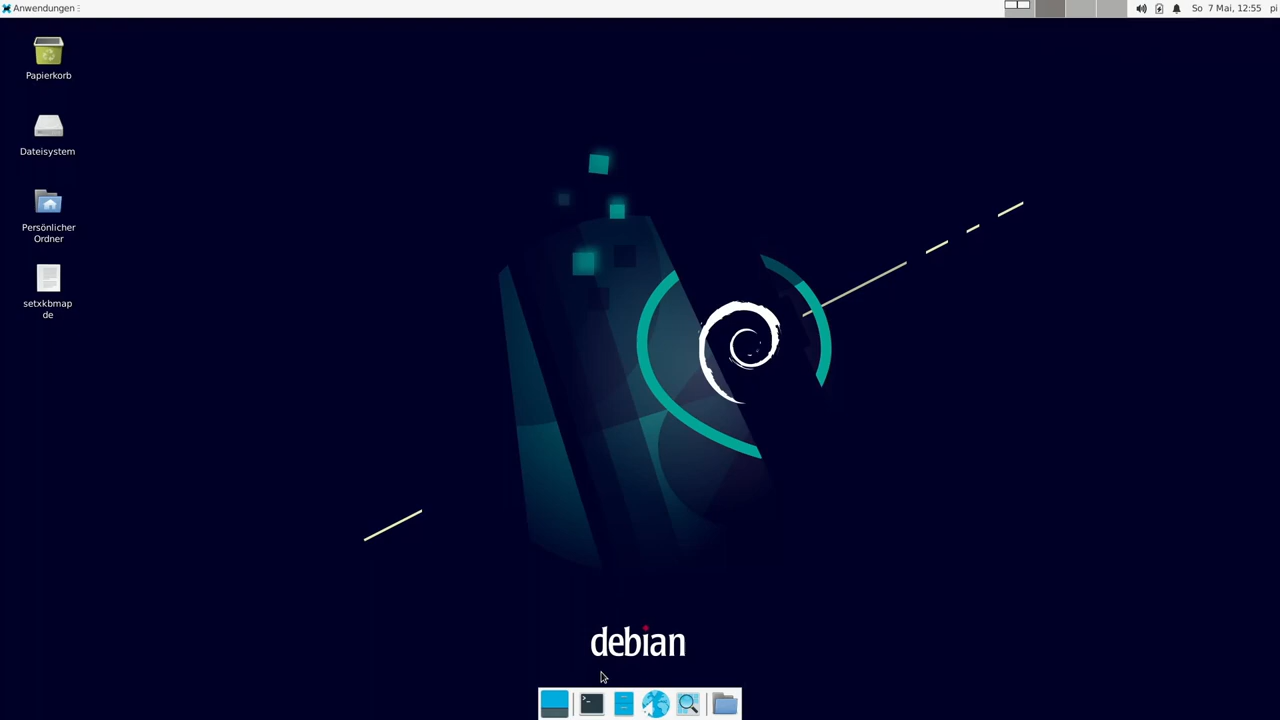 Anwendungen
So 7 Mai, 12:55 pi
Papierkorb
Dateisystem
Persönlicher
Ordner
setxkbmap
de
debian